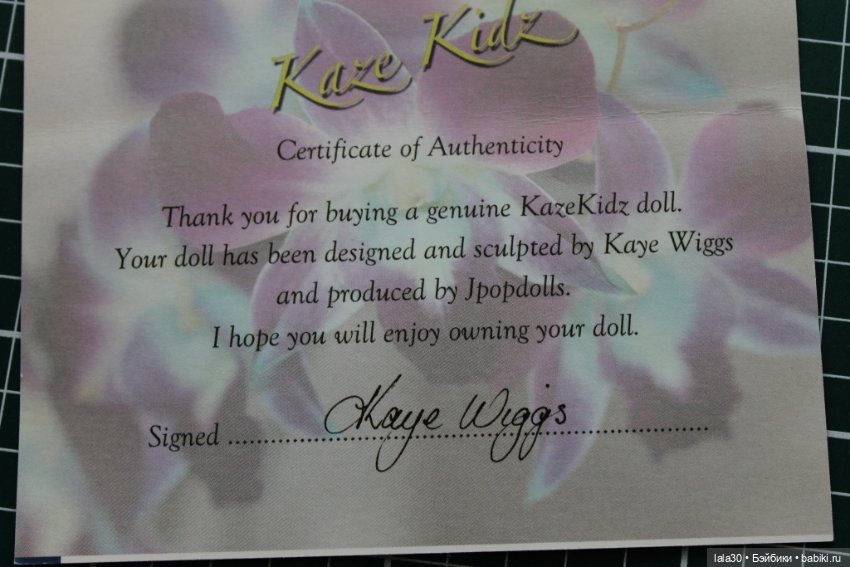 Kaze Kidz
Certificate of Authenticity
Thank you for buying a genuine KazeKidz doll.
Your doll has been designed and sculpted by Kaye Wiggs
and produced by Jpopdolls.
I hope you will enjoy owning your doll.
Signed ........................................................................
Kaye Wiggs
lala30 • Бэйбики • babiki.ru